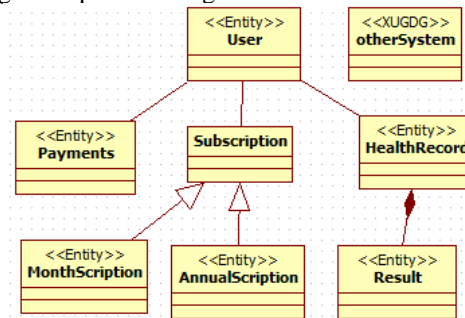 <<Entity>>
User
<<XUGDG>>
otherSystem
<<Entity>>
Payments
Subscription
<<Entity>>
HealthRecord
<<Entity>>
MonthScription
<<Entity>>
AnnualScription
<<Entity>>
Result